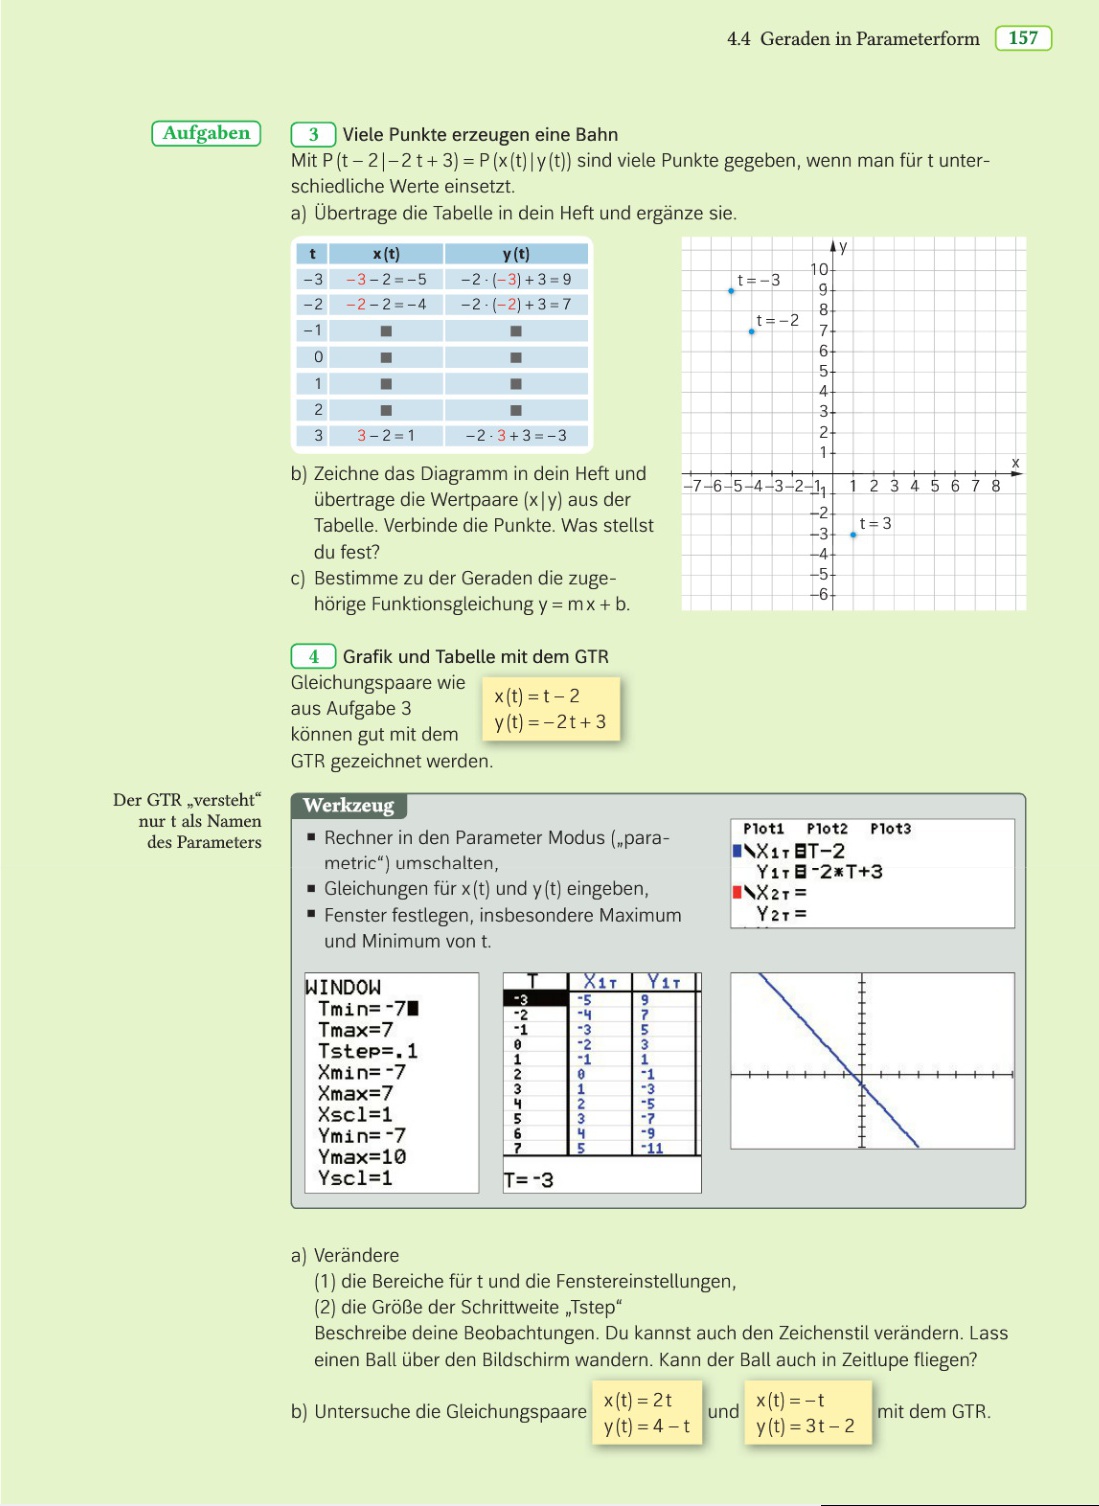 4.4 Geraden in Parameterform 157
Aufgaben
3 Viele Punkte erzeugen eine Bahn
Mit P (t – 2 | – 2 t + 3) = P (x (t) | y (t)) sind viele Punkte gegeben, wenn man für t unter-
schiedliche Werte einsetzt.
a) Übertrage die Tabelle in dein Heft und ergänze sie.
t x (t) y (t)
–3 –3 – 2 = –5 –2 · (–3) + 3 = 9
–2 –2 – 2 = –4 –2 · (–2) + 3 = 7
–1 ■ ■
0 ■ ■
1 ■ ■
2 ■ ■
3 3 – 2 = 1 –2 · 3 + 3 = –3
y
10
t = –3
9
8
t = –2
7
6
5
4
3
2
1
x
–7 –6 –5 –4 –3 –2 –1 1 2 3 4 5 6 7 8
–1
–2
t = 3
–3
–4
–5
–6
b) Zeichne das Diagramm in dein Heft und
übertrage die Wertpaare (x | y) aus der
Tabelle. Verbinde die Punkte. Was stellst
du fest?
c) Bestimme zu der Geraden die zuge-
hörige Funktionsgleichung y = m x + b.
4 Grafik und Tabelle mit dem GTR
Gleichungspaare wie
aus Aufgabe 3
können gut mit dem
GTR gezeichnet werden.
x (t) = t – 2
y (t) = – 2 t + 3
Der GTR „versteht“
nur t als Namen
des Parameters
Werkzeug
■ Rechner in den Parameter Modus („para-
metric“) umschalten,
■ Gleichungen für x (t) und y (t) eingeben,
■ Fenster festlegen, insbesondere Maximum
und Minimum von t.
Plot1 Plot2 Plot3
\X1T=T-2
Y1T=-2*T+3
\X2T=
Y2T=
WINDOW
Tmin=-7
Tmax=7
Tstep=.1
Xmin=-7
Xmax=7
Xscl=1
Ymin=-7
Ymax=10
Yscl=1
T X1T Y1T
-3 -5 9
-2 -4 7
-1 -3 5
0 -2 3
1 -1 1
2 0 -1
3 1 -3
4 2 -5
5 3 -7
6 4 -9
7 5 -11
T=-3
a) Verändere
(1) die Bereiche für t und die Fenstereinstellungen,
(2) die Größe der Schrittweite „Tstep“
Beschreibe deine Beobachtungen. Du kannst auch den Zeichenstil verändern. Lass
einen Ball über den Bildschirm wandern. Kann der Ball auch in Zeitlupe fliegen?
b) Untersuche die Gleichungspaare
x (t) = 2 t
y (t) = 4 – t
und
x (t) = – t
y (t) = 3 t – 2
mit dem GTR.